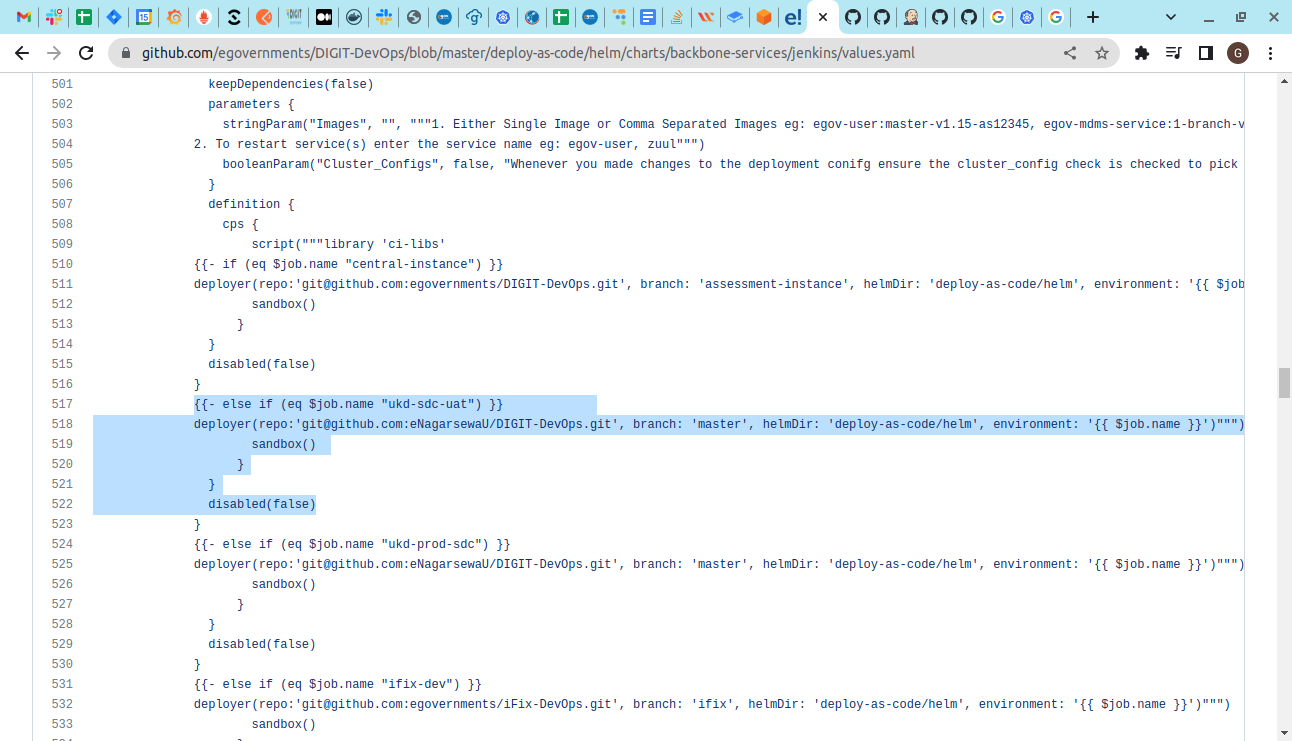 github.com/egovernments/DIGIT-DevOps/blob/master/deploy-as-code/helm/charts/backbone-services/jenkins/values.yaml
G
501 keepDependencies(false)
502 parameters {
503 stringParam("Images", "", """1. Either Single Image or Comma Separated Images eg: egov-user:master-v1.15-as12345, egov-mdms-service:1-branch-v
504 2. To restart service(s) enter the service name eg: egov-user, zuul""")
505 booleanParam("Cluster_Configs", false, "Whenever you made changes to the deployment conifg ensure the cluster_config check is checked to pick
506 }
507 definition {
508 cps {
509 script("""library 'ci-libs'
510 {{- if (eq $job.name "central-instance") }}
511 deployer(repo:'git@github.com:egovernments/DIGIT-DevOps.git', branch: 'assessment-instance', helmDir: 'deploy-as-code/helm', environment: '{{ $job
512 sandbox()
513 }
514 }
515 disabled(false)
516 }
517 {{- else if (eq $job.name "ukd-sdc-uat") }}
518 deployer(repo:'git@github.com:eNagarsewaU/DIGIT-DevOps.git', branch: 'master', helmDir: 'deploy-as-code/helm', environment: '{{ $job.name }}')""")
519 sandbox()
520 }
521 }
522 disabled(false)
523 }
524 {{- else if (eq $job.name "ukd-prod-sdc") }}
525 deployer(repo:'git@github.com:eNagarsewaU/DIGIT-DevOps.git', branch: 'master', helmDir: 'deploy-as-code/helm', environment: '{{ $job.name }}')""")
526 sandbox()
527 }
528 }
529 disabled(false)
530 }
531 {{- else if (eq $job.name "ifix-dev") }}
532 deployer(repo:'git@github.com:egovernments/iFix-DevOps.git', branch: 'ifix', helmDir: 'deploy-as-code/helm', environment: '{{ $job.name }}')""")
533 sandbox()